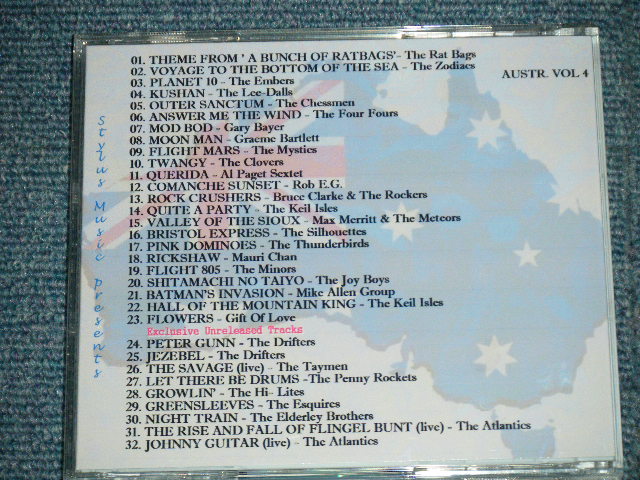 01. THEME FROM ' A BUNCH OF RATBAGS'- The Rat Bags
02. VOYAGE TO THE BOTTOM OF THE SEA - The Zodiacs
AUSTR. VOL 4
03. PLANET 10 - The Embers
04. KUSHAN - The Lee-Dalls
05. OUTER SANCTUM - The Chessmen
06. ANSWER ME THE WIND - The Four Fours
07. MOD BOD - Gary Bayer
08. MOON MAN - Graeme Bartlett
09. FLIGHT MARS - The Mystics
10. TWANGY - The Clovers
11. QUERIDA - Al Paget Sextet
12. COMANCHE SUNSET - Rob E.G.
13. ROCK CRUSHERS - Bruce Clarke & The Rockers
14. QUITE A PARTY - The Keil Isles
15. VALLEY OF THE SIOUX - Max Merritt & The Meteors
16. BRISTOL EXPRESS - The Silhouettes
17. PINK DOMINOES - The Thunderbirds
18. RICKSHAW - Mauri Chan
19. FLIGHT 805 - The Minors
20. SHITAMACHI NO TAIYO - The Joy Boys
21. BATMAN'S INVASION - Mike Allen Group
22. HALL OF THE MOUNTAIN KING - The Keil Isles
23. FLOWERS - Gift Of Love
Exclusive Unreleased Tracks
24. PETER GUNN - The Drifters
25. JEZEBEL - The Drifters
26. THE SAVAGE (live) - The Taymen
27. LET THERE BE DRUMS -The Penny Rockets
28. GROWLIN' - The Hi- Lites
29. GREENSLEEVES - The Esquires
30. NIGHT TRAIN - The Elderley Brothers
31. THE RISE AND FALL OF FLINGEL BUNT (live) - The Atlantics
32. JOHNNY GUITAR (live) - The Atlantics
Stylus Music presents